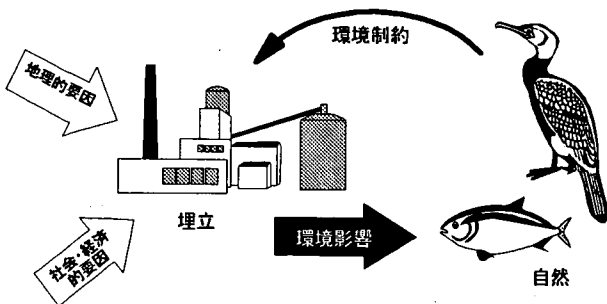 環境制約
地理的要因
埋立
環境影響
社会・経済
的要因
自然